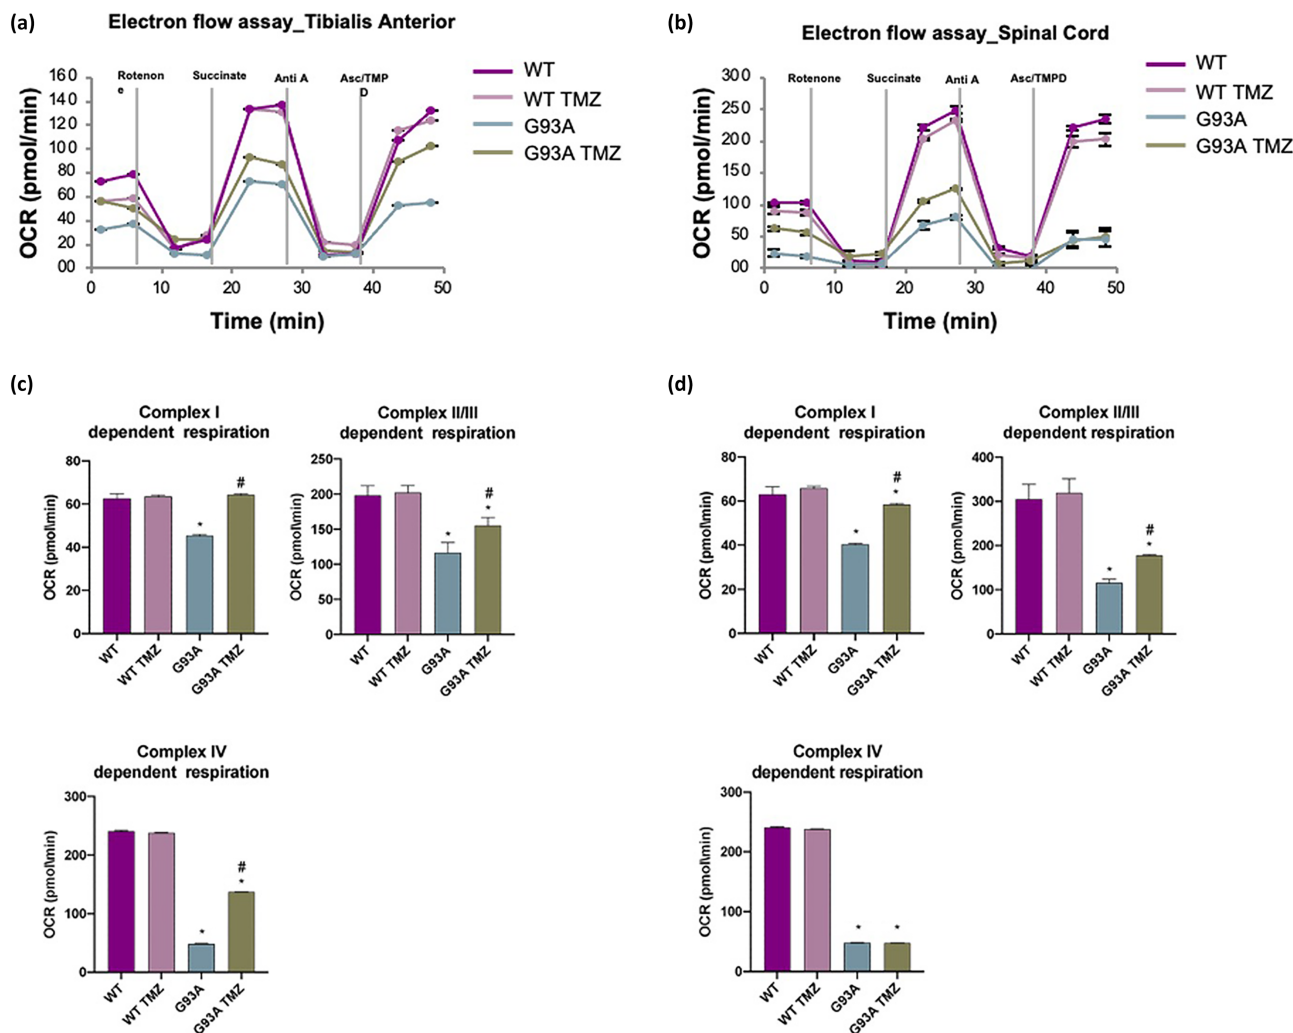 (a)
Electron flow assay_Tibialis Anterior
Rotenon
e
Succinate
Anti A
Asc/TMP
D
160
140
120
100
80
60
40
20
00
OCR (pmol/min)
0 10 20 30 40 50
Time (min)
WT
WT TMZ
G93A
G93A TMZ
(b)
Electron flow assay_Spinal Cord
Rotenone
Succinate
Anti A
Asc/TMPD
300
250
200
150
100
50
00
OCR (pmol/min)
0 10 20 30 40 50
Time (min)
WT
WT TMZ
G93A
G93A TMZ
(c)
Complex I
dependent respiration
80
60
40
20
0
OCR (pmol\min)
*
#
WT
WT TMZ
G93A
G93A TMZ
Complex II/III
dependent respiration
250
200
150
100
50
0
OCR (pmol\min)
*
#
*
WT
WT TMZ
G93A
G93A TMZ
Complex IV
dependent respiration
300
200
100
0
OCR (pmol\min)
*
#
*
WT
WT TMZ
G93A
G93A TMZ
(d)
Complex I
dependent respiration
80
60
40
20
0
OCR (pmol\min)
*
#
*
WT
WT TMZ
G93A
G93A TMZ
Complex II/III
dependent respiration
400
300
200
100
0
OCR (pmol\min)
*
#
*
WT
WT TMZ
G93A
G93A TMZ
Complex IV
dependent respiration
300
200
100
0
OCR (pmol\min)
*
*
WT
WT TMZ
G93A
G93A TMZ